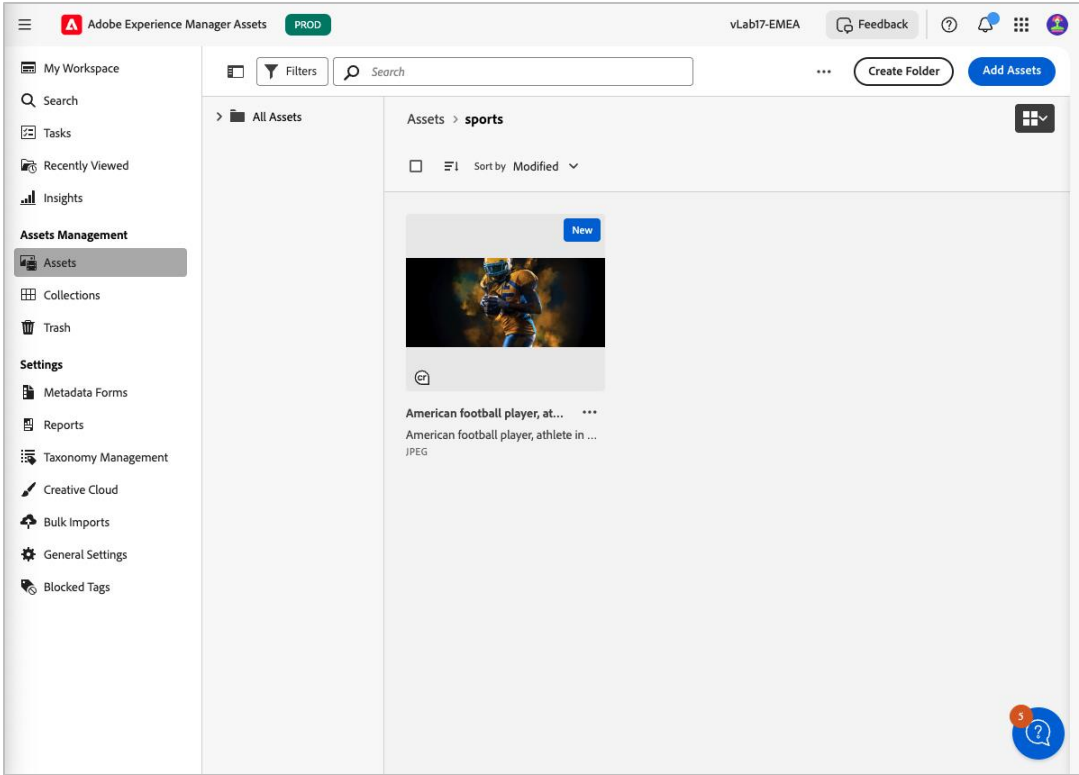 Adobe Experience Manager Assets PROD vLab17-EMEA Feedback
My Workspace
Search
Tasks
Recently Viewed
Insights
Assets Management
Assets
Collections
Trash
Settings
Metadata Forms
Reports
Taxonomy Management
Creative Cloud
Bulk Imports
General Settings
Blocked Tags
Filters Search Create Folder Add Assets
All Assets
Assets > sports
Sort by Modified
New
cr
American football player, at...
American football player, athlete in ...
JPEG
5